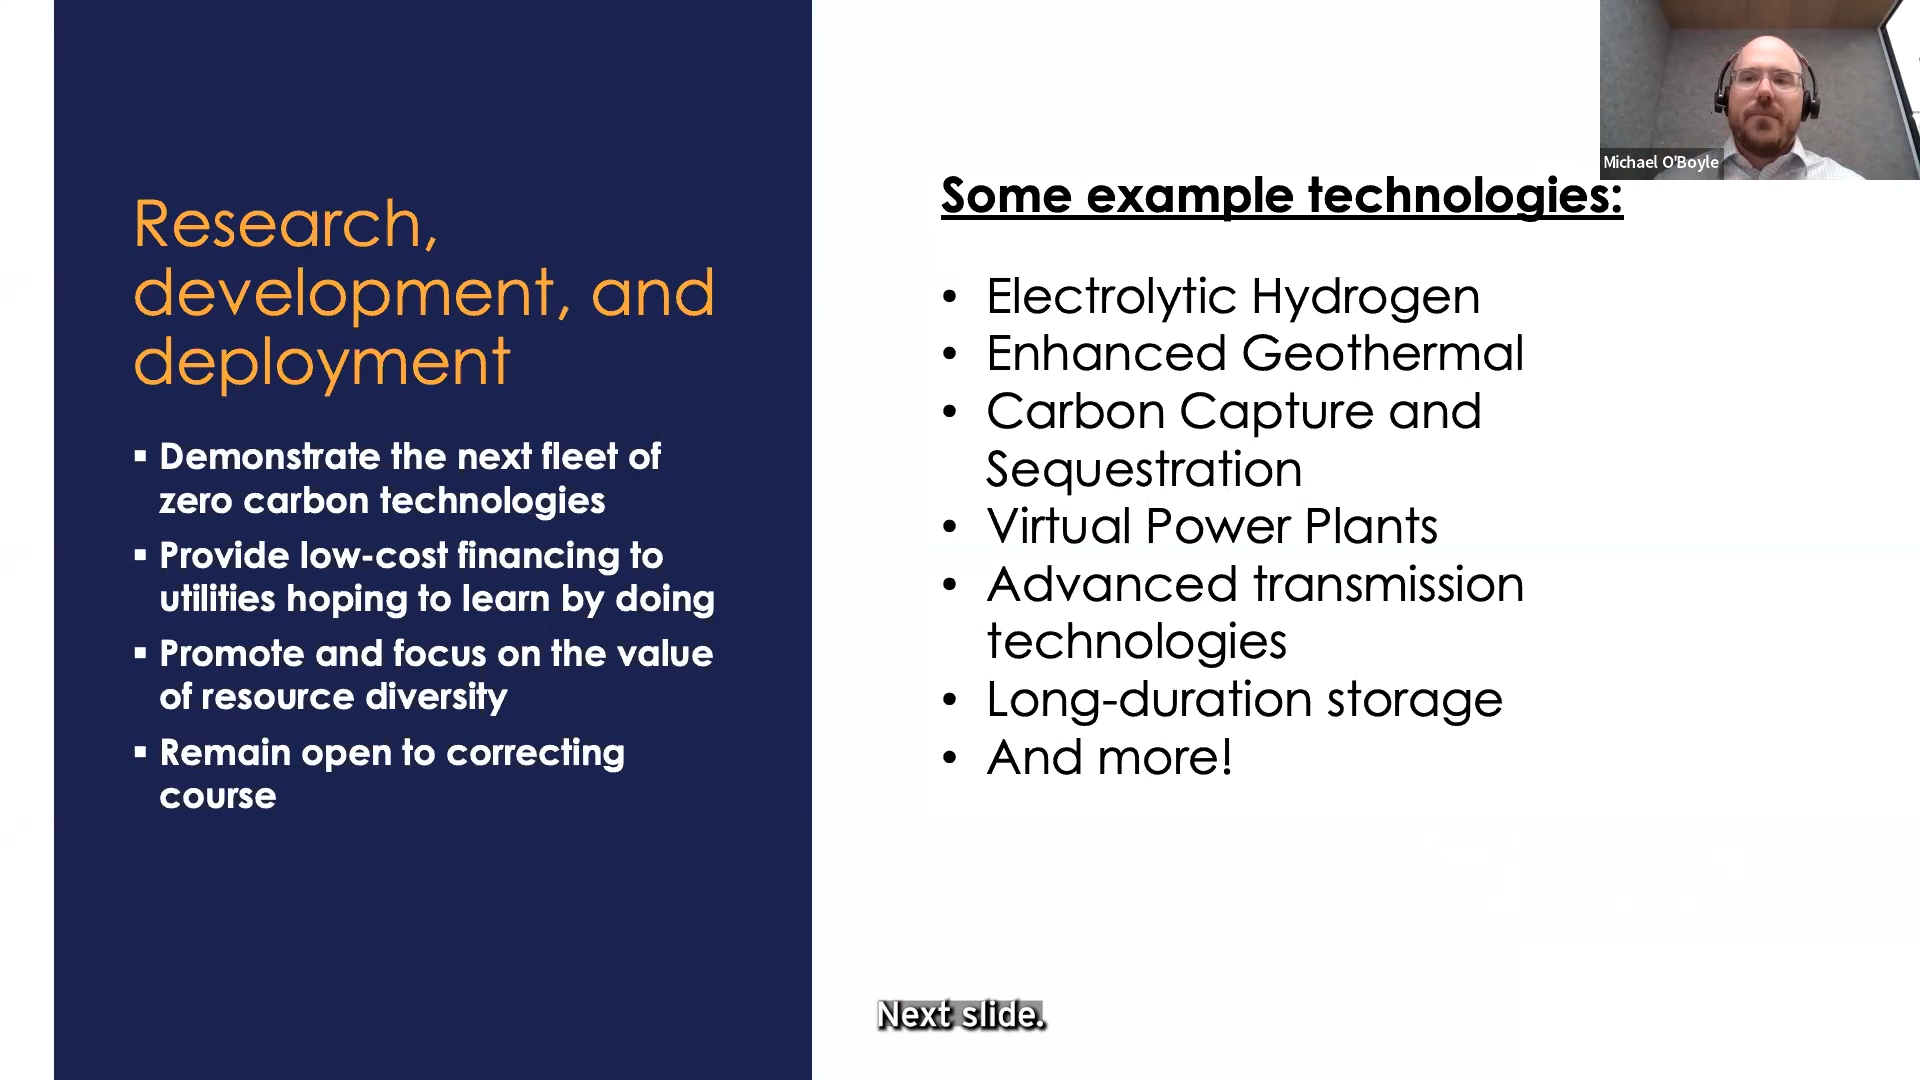 Research,
development, and
deployment
▪ Demonstrate the next fleet of
zero carbon technologies
▪ Provide low-cost financing to
utilities hoping to learn by doing
▪ Promote and focus on the value
of resource diversity
▪ Remain open to correcting
course
Some example technologies:
• Electrolytic Hydrogen
• Enhanced Geothermal
• Carbon Capture and
Sequestration
• Virtual Power Plants
• Advanced transmission
technologies
• Long-duration storage
• And more!
Michael O'Boyle
Next slide.